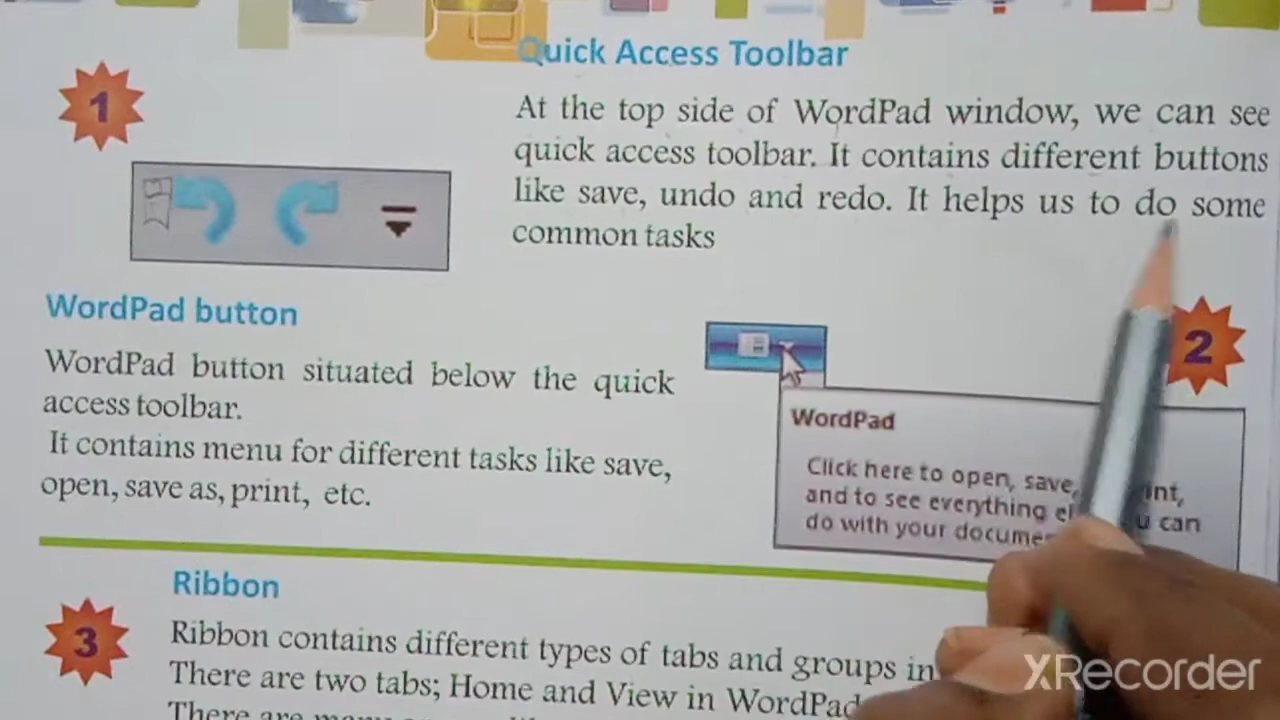 Quick Access Toolbar
1
At the top side of WordPad window, we can see
quick access toolbar. It contains different buttons
like save, undo and redo. It helps us to do some
common tasks
WordPad button
2
WordPad button situated below the quick
access toolbar.
It contains menu for different tasks like save,
open, save as, print, etc.
WordPad
Click here to open, save,
and to see everything can
do with your
Ribbon
3
Ribbon contains different types of tabs and groups in
There are two tabs; Home and View in WordPad
There are many
XRecorder